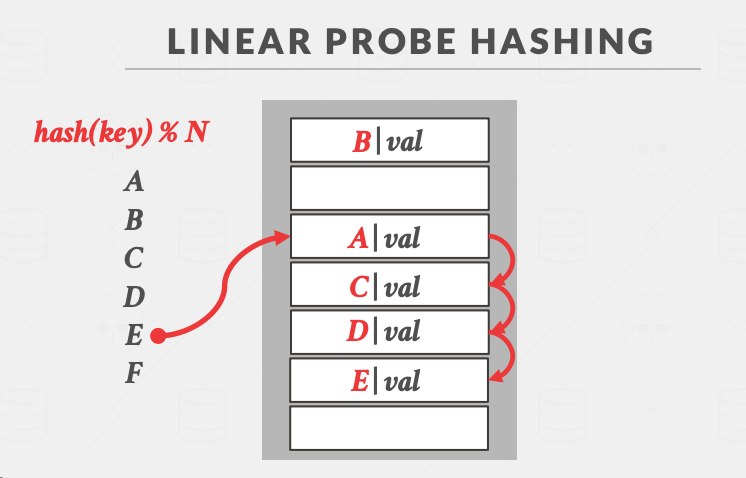 LINEAR PROBE HASHING
hash(key) % N
A
B
C
D
E
F
B|val
A|val
C|val
D|val
E|val